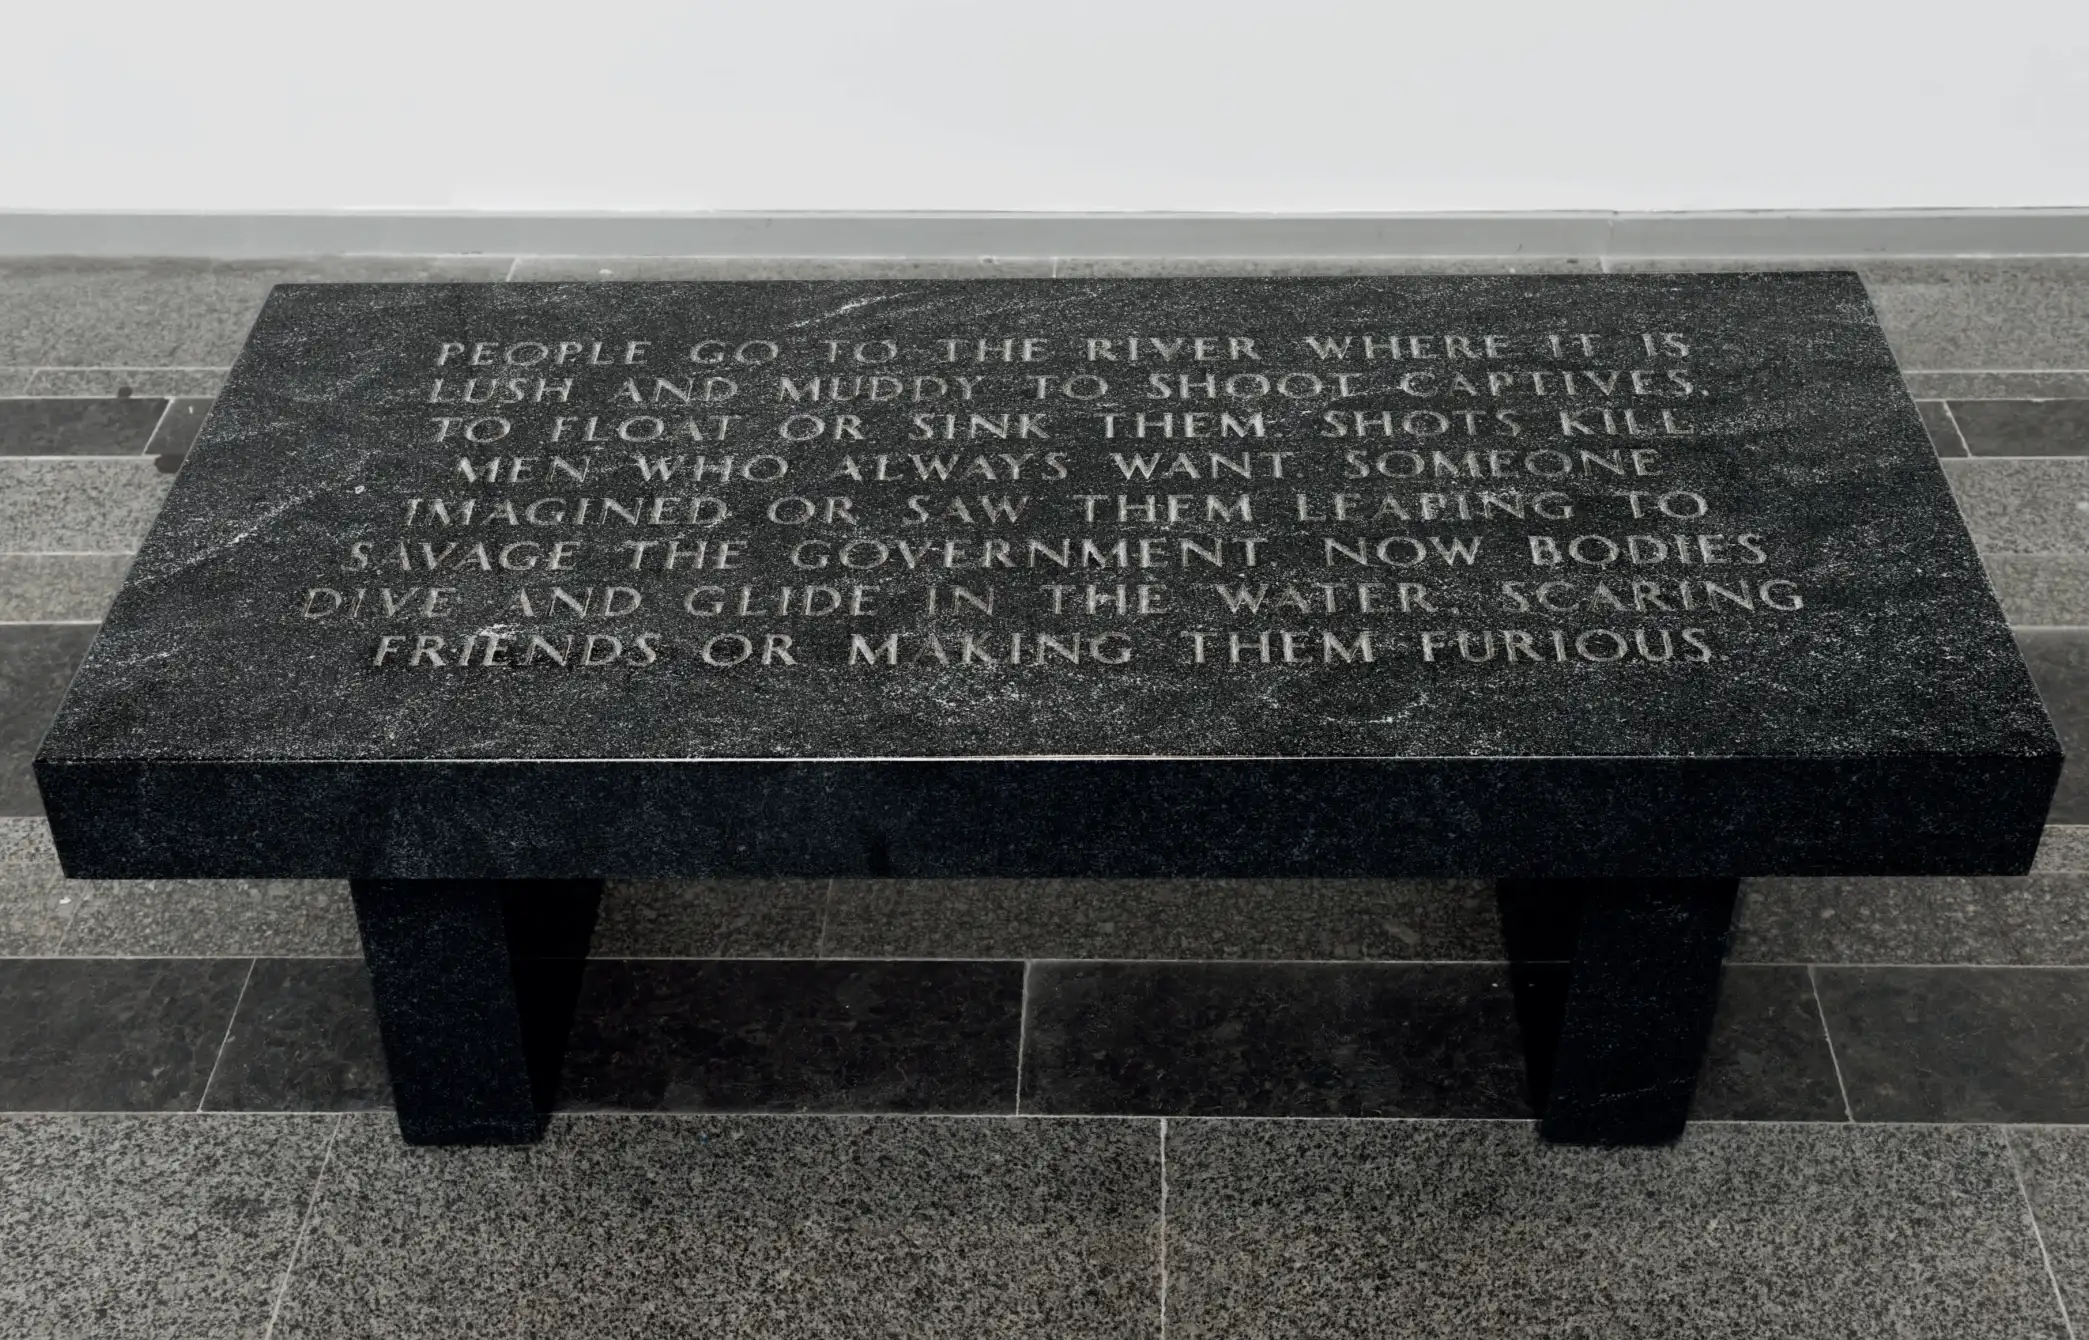 PEOPLE GO TO THE RIVER WHERE IT IS
LUSH AND MUDDY TO SHOOT CAPTIVES,
TO FLOAT OR SINK THEM. SHOTS KILL
MEN WHO ALWAYS WANT. SOMEONE
IMAGINED OR SAW THEM LEAPING TO
SAVAGE THE GOVERNMENT. NOW BODIES
DIVE AND GLIDE IN THE WATER, SCARING
FRIENDS OR MAKING THEM FURIOUS.